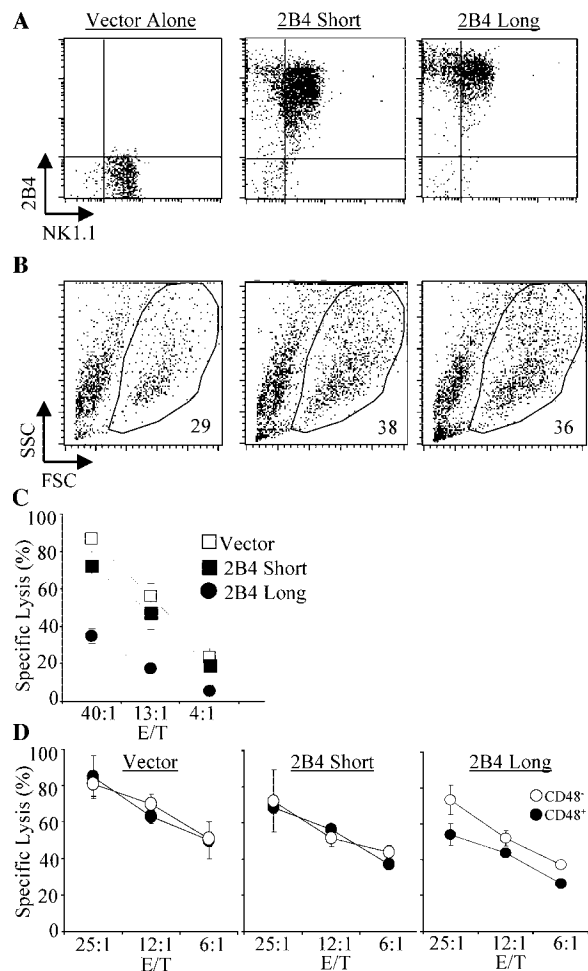 A
Vector Alone
2B4 Short
2B4 Long
2B4
NK1.1
B
29
38
36
SSC
FSC
C
Specific Lysis (%)
100
80
60
40
20
0
40:1 13:1 4:1
E/T
Vector
2B4 Short
2B4 Long
D
Specific Lysis (%)
100
80
60
40
20
0
Vector
2B4 Short
2B4 Long
CD48⁻
CD48⁺
25:1 12:1 6:1
E/T
25:1 12:1 6:1
E/T
25:1 12:1 6:1
E/T